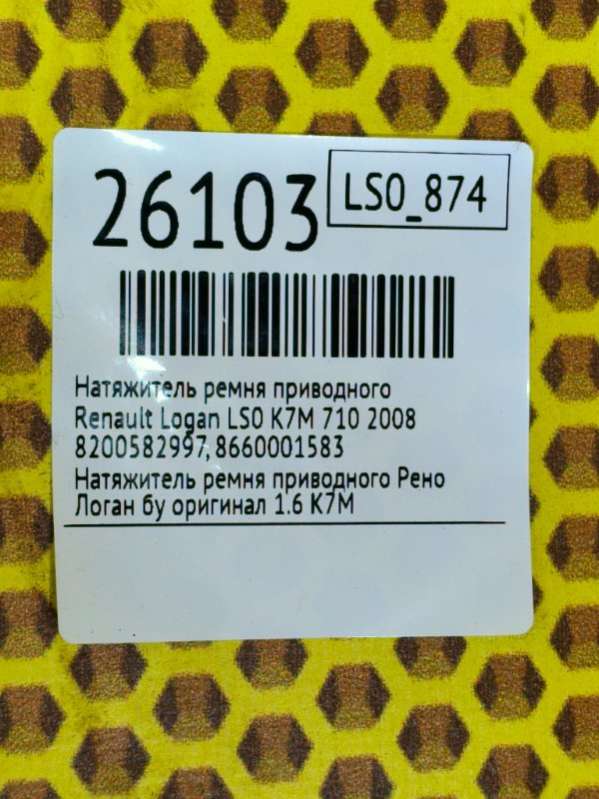 26103
LS0_874
Натяжитель ремня приводного
Renault Logan LS0 K7M 710 2008
8200582997, 8660001583
Натяжитель ремня приводного Рено
Логан бу оригинал 1.6 K7M